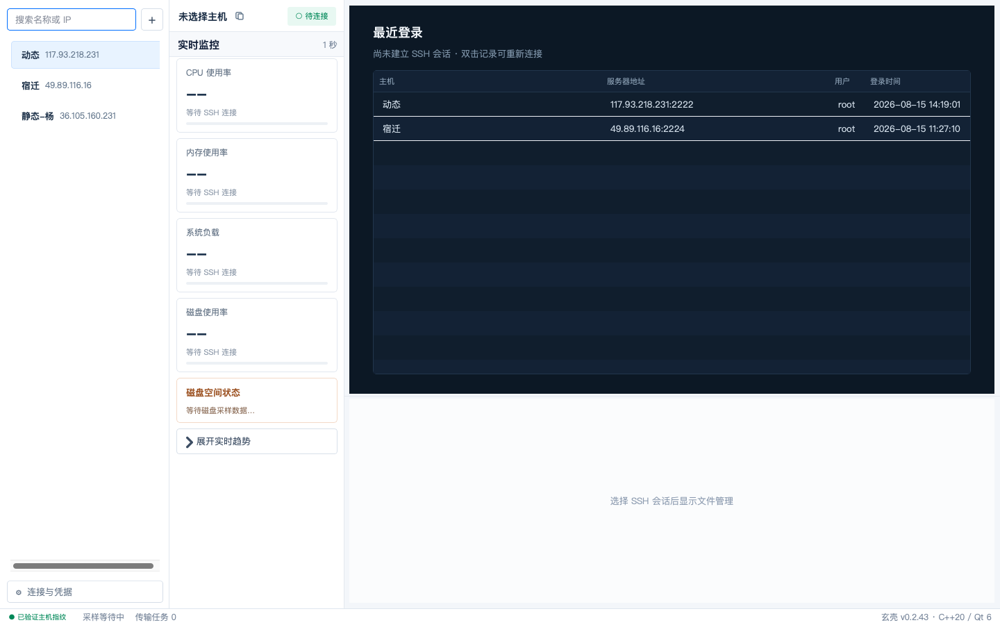 搜索名称或 IP
+
动态 117.93.218.231
宿迁 49.89.116.16
静态-杨 36.105.160.231
连接与凭据
未选择主机
待连接
实时监控
1 秒
CPU 使用率
--
等待 SSH 连接
内存使用率
--
等待 SSH 连接
系统负载
--
等待 SSH 连接
磁盘使用率
--
等待 SSH 连接
磁盘空间状态
等待磁盘采样数据...
展开实时趋势
最近登录
尚未建立 SSH 会话 · 双击记录可重新连接
主机 服务器地址 用户 登录时间
动态 117.93.218.231:2222 root 2026-08-15 14:19:01
宿迁 49.89.116.16:2224 root 2026-08-15 11:27:10
选择 SSH 会话后显示文件管理
已验证主机指纹 采样等待中 传输任务 0
玄壳 v0.2.43 · C++20 / Qt 6